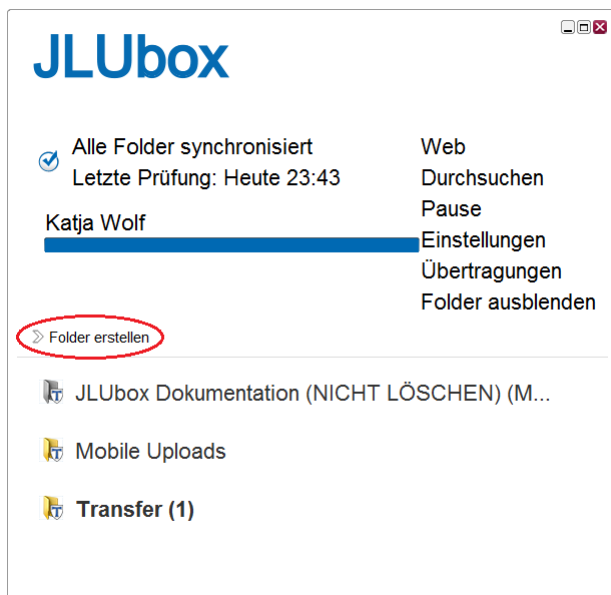 JLUbox
Alle Folder synchronisiert
Letzte Prüfung: Heute 23:43
Katja Wolf
Web
Durchsuchen
Pause
Einstellungen
Übertragungen
Folder ausblenden
Folder erstellen
JLUbox Dokumentation (NICHT LÖSCHEN) (M...
Mobile Uploads
Transfer (1)